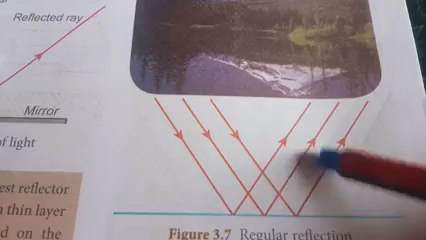 Reflected ray
Mirror
of light
est reflector
thin layer
d on the
Figure 3.7 Regular reflection